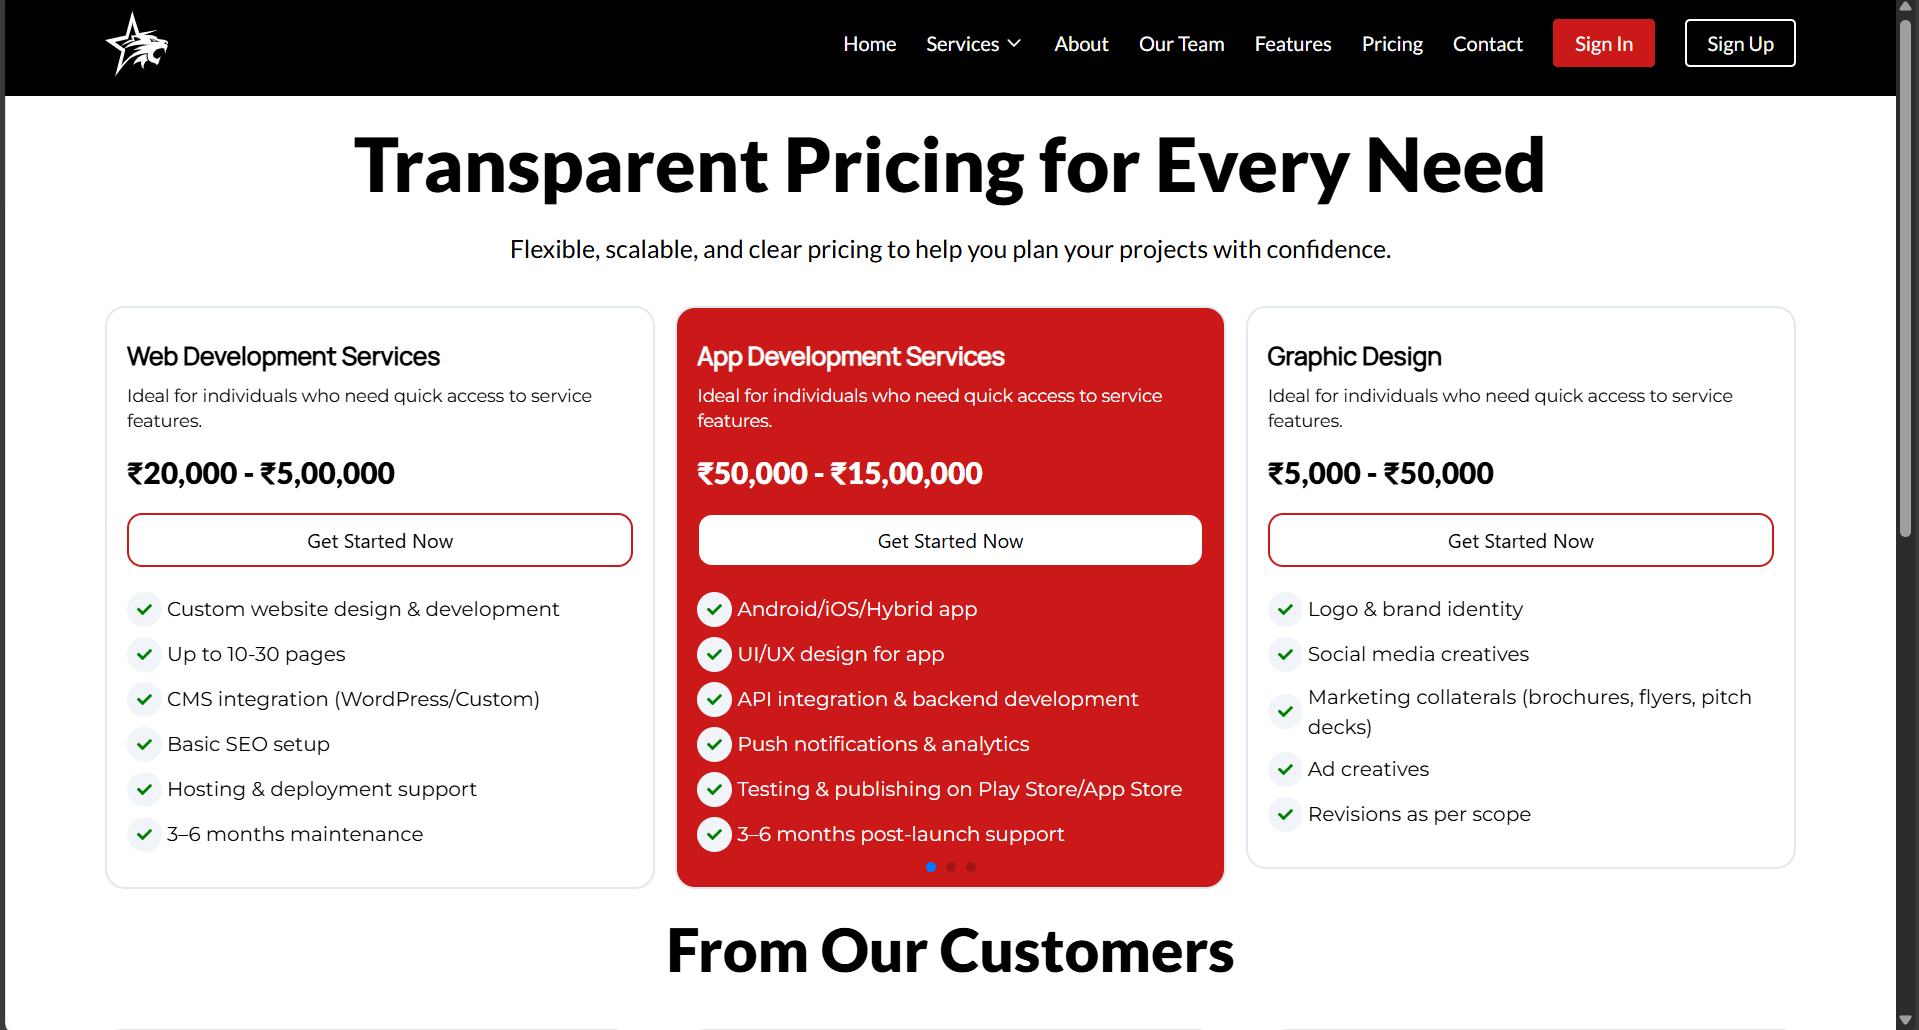 Home Services About Our Team Features Pricing Contact Sign In Sign Up
Transparent Pricing for Every Need
Flexible, scalable, and clear pricing to help you plan your projects with confidence.
Web Development Services
Ideal for individuals who need quick access to service
features.
₹20,000 - ₹5,00,000
Get Started Now
Custom website design & development
Up to 10-30 pages
CMS integration (WordPress/Custom)
Basic SEO setup
Hosting & deployment support
3–6 months maintenance
App Development Services
Ideal for individuals who need quick access to service
features.
₹50,000 - ₹15,00,000
Get Started Now
Android/iOS/Hybrid app
UI/UX design for app
API integration & backend development
Push notifications & analytics
Testing & publishing on Play Store/App Store
3–6 months post-launch support
Graphic Design
Ideal for individuals who need quick access to service
features.
₹5,000 - ₹50,000
Get Started Now
Logo & brand identity
Social media creatives
Marketing collaterals (brochures, flyers, pitch
decks)
Ad creatives
Revisions as per scope
From Our Customers